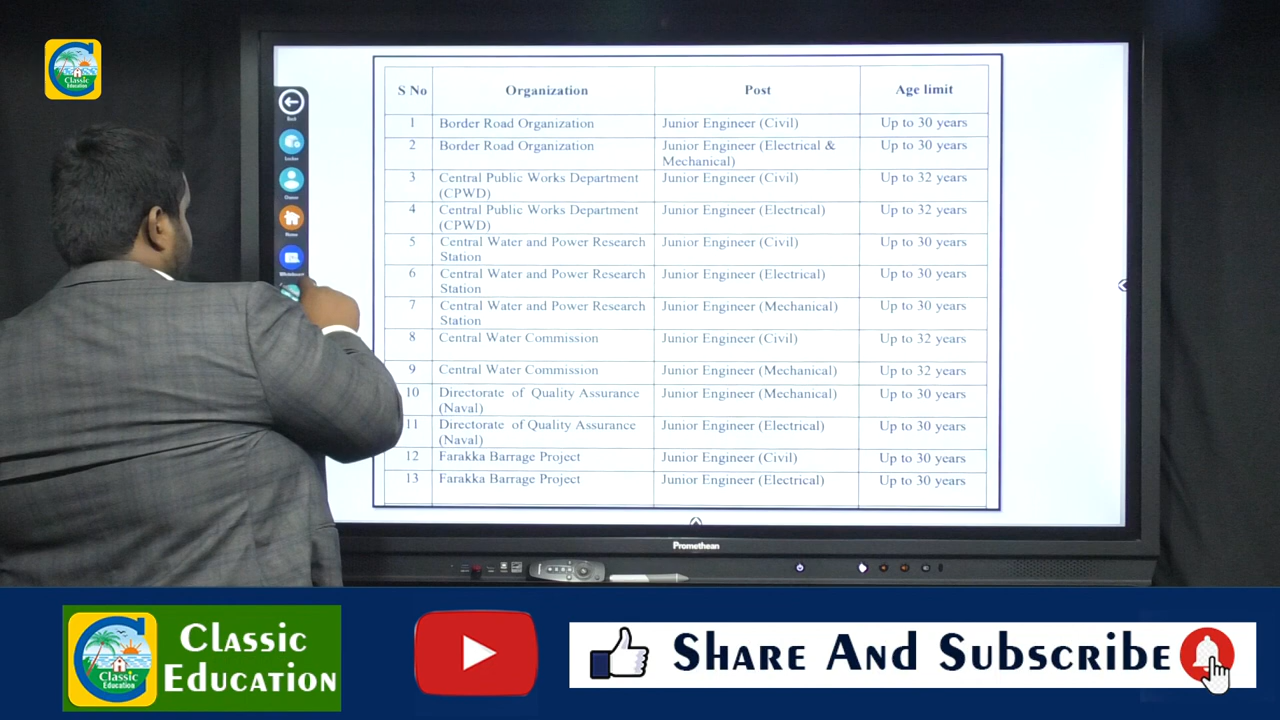 Classic
Education
S No Organization Post Age limit
1 Border Road Organization Junior Engineer (Civil) Up to 30 years
2 Border Road Organization Junior Engineer (Electrical & Mechanical) Up to 30 years
3 Central Public Works Department (CPWD) Junior Engineer (Civil) Up to 32 years
4 Central Public Works Department (CPWD) Junior Engineer (Electrical) Up to 32 years
5 Central Water and Power Research Station Junior Engineer (Civil) Up to 30 years
6 Central Water and Power Research Station Junior Engineer (Electrical) Up to 30 years
7 Central Water and Power Research Station Junior Engineer (Mechanical) Up to 30 years
8 Central Water Commission Junior Engineer (Civil) Up to 32 years
9 Central Water Commission Junior Engineer (Mechanical) Up to 32 years
10 Directorate of Quality Assurance (Naval) Junior Engineer (Mechanical) Up to 30 years
11 Directorate of Quality Assurance (Naval) Junior Engineer (Electrical) Up to 30 years
12 Farakka Barrage Project Junior Engineer (Civil) Up to 30 years
13 Farakka Barrage Project Junior Engineer (Electrical) Up to 30 years
Back
Home
Whiteboard
Promethean
Classic
Education
Classic
Education
Share And Subscribe